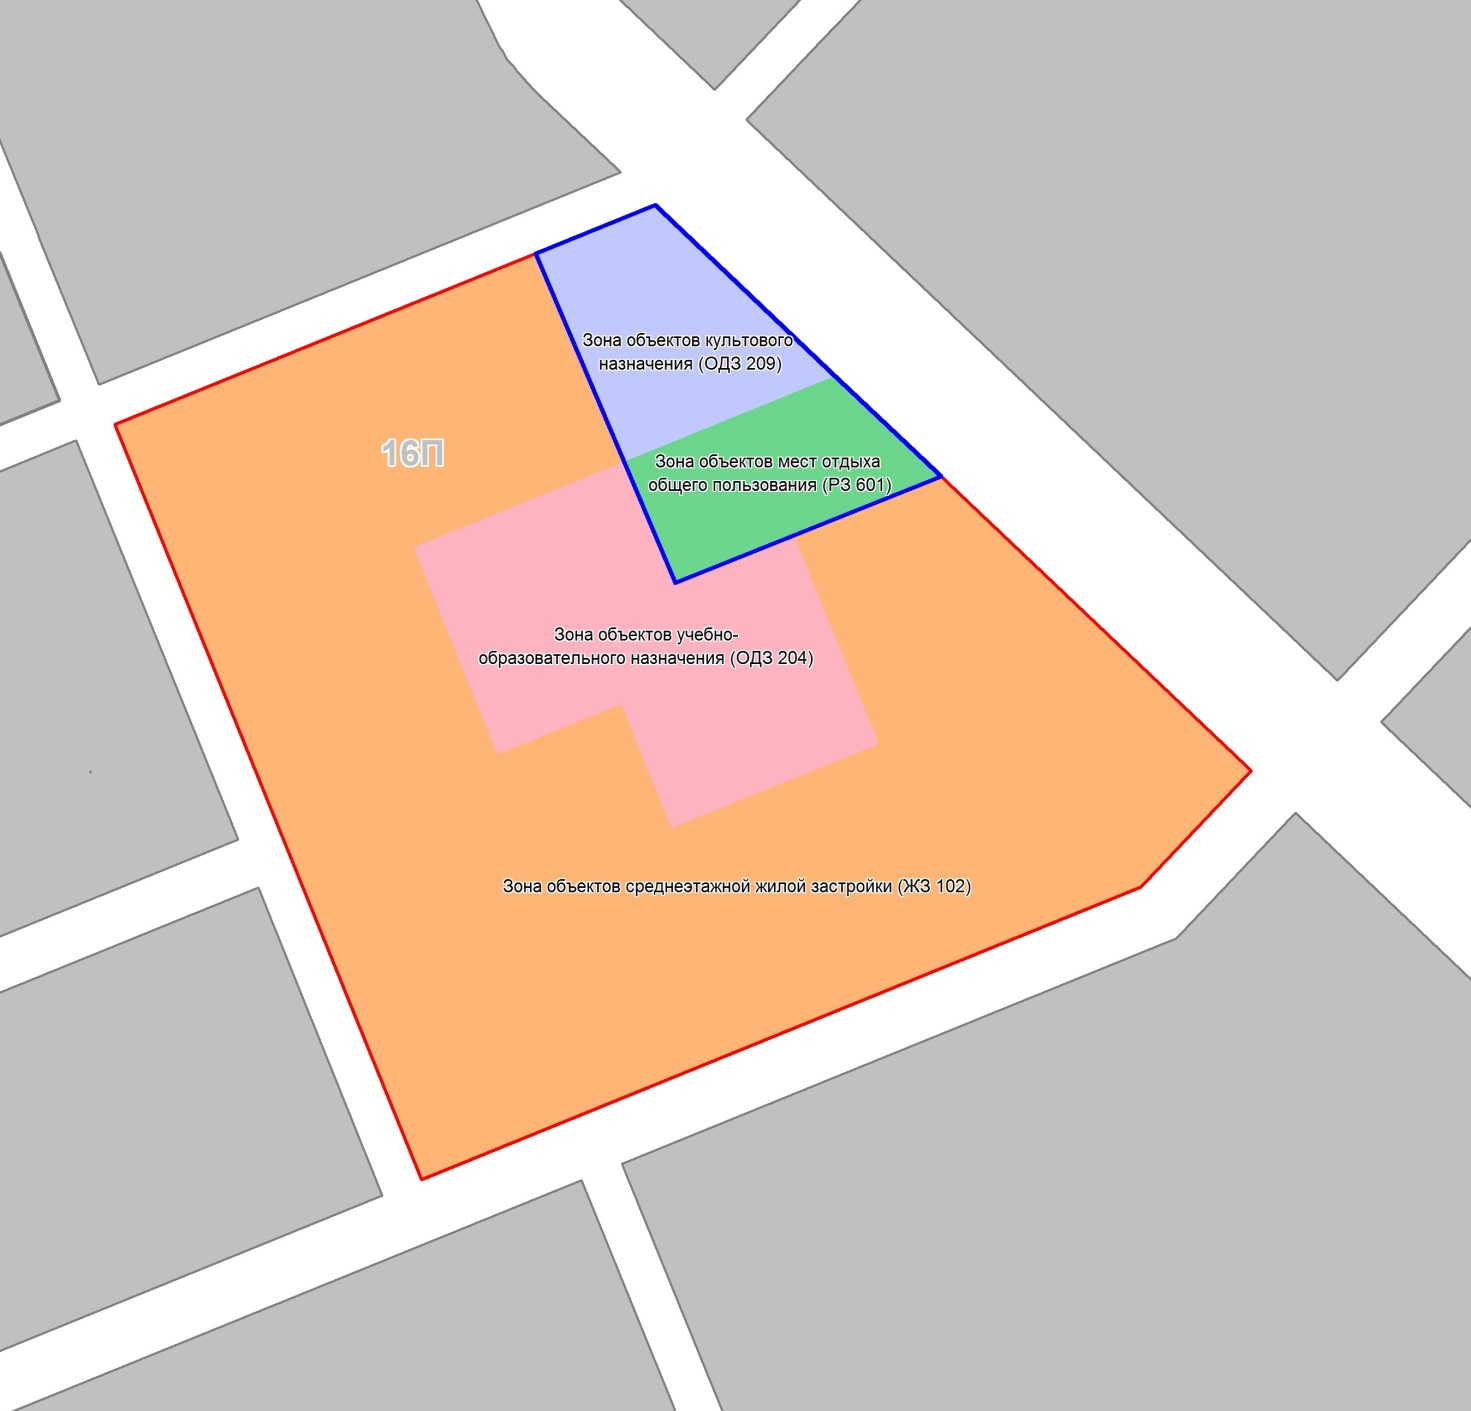 Зона объектов культового
назначения (ОДЗ 209)
16П
Зона объектов мест отдыха
общего пользования (РЗ 601)
Зона объектов учебно-
образовательного назначения (ОДЗ 204)
Зона объектов среднеэтажной жилой застройки (ЖЗ 102)